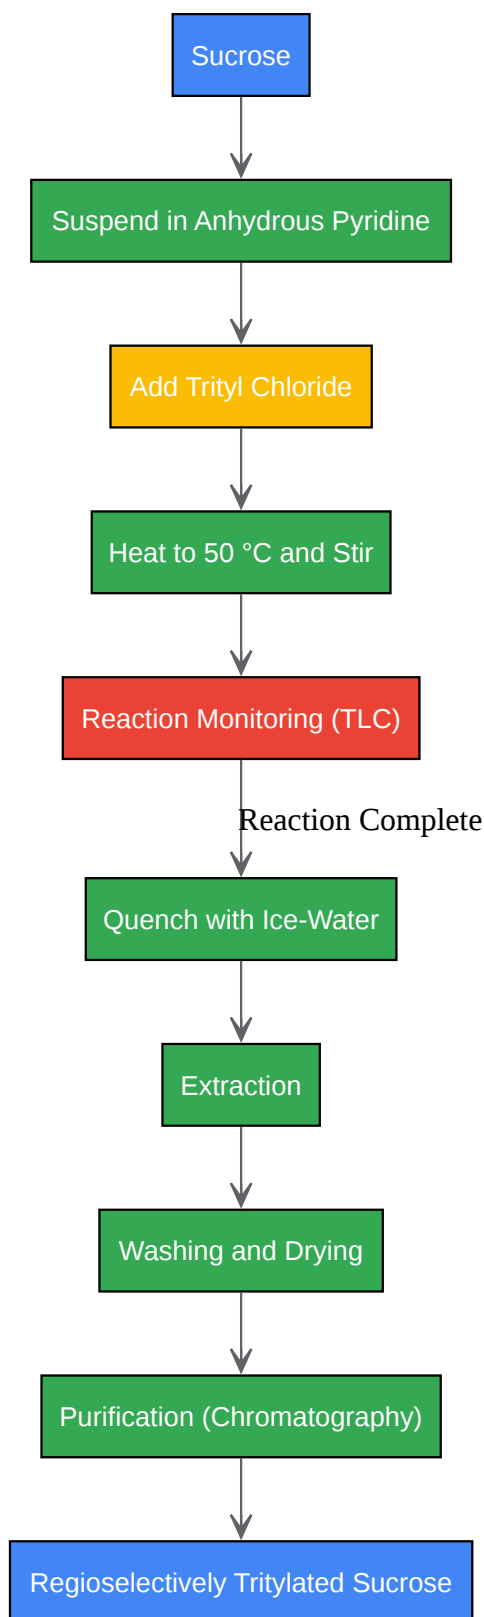 Sucrose
Suspend in Anhydrous Pyridine
Add Trityl Chloride
Heat to 50 °C and Stir
Reaction Monitoring (TLC)
Reaction Complete
Quench with Ice-Water
Extraction
Washing and Drying
Purification (Chromatography)
Regioselectively Tritylated Sucrose